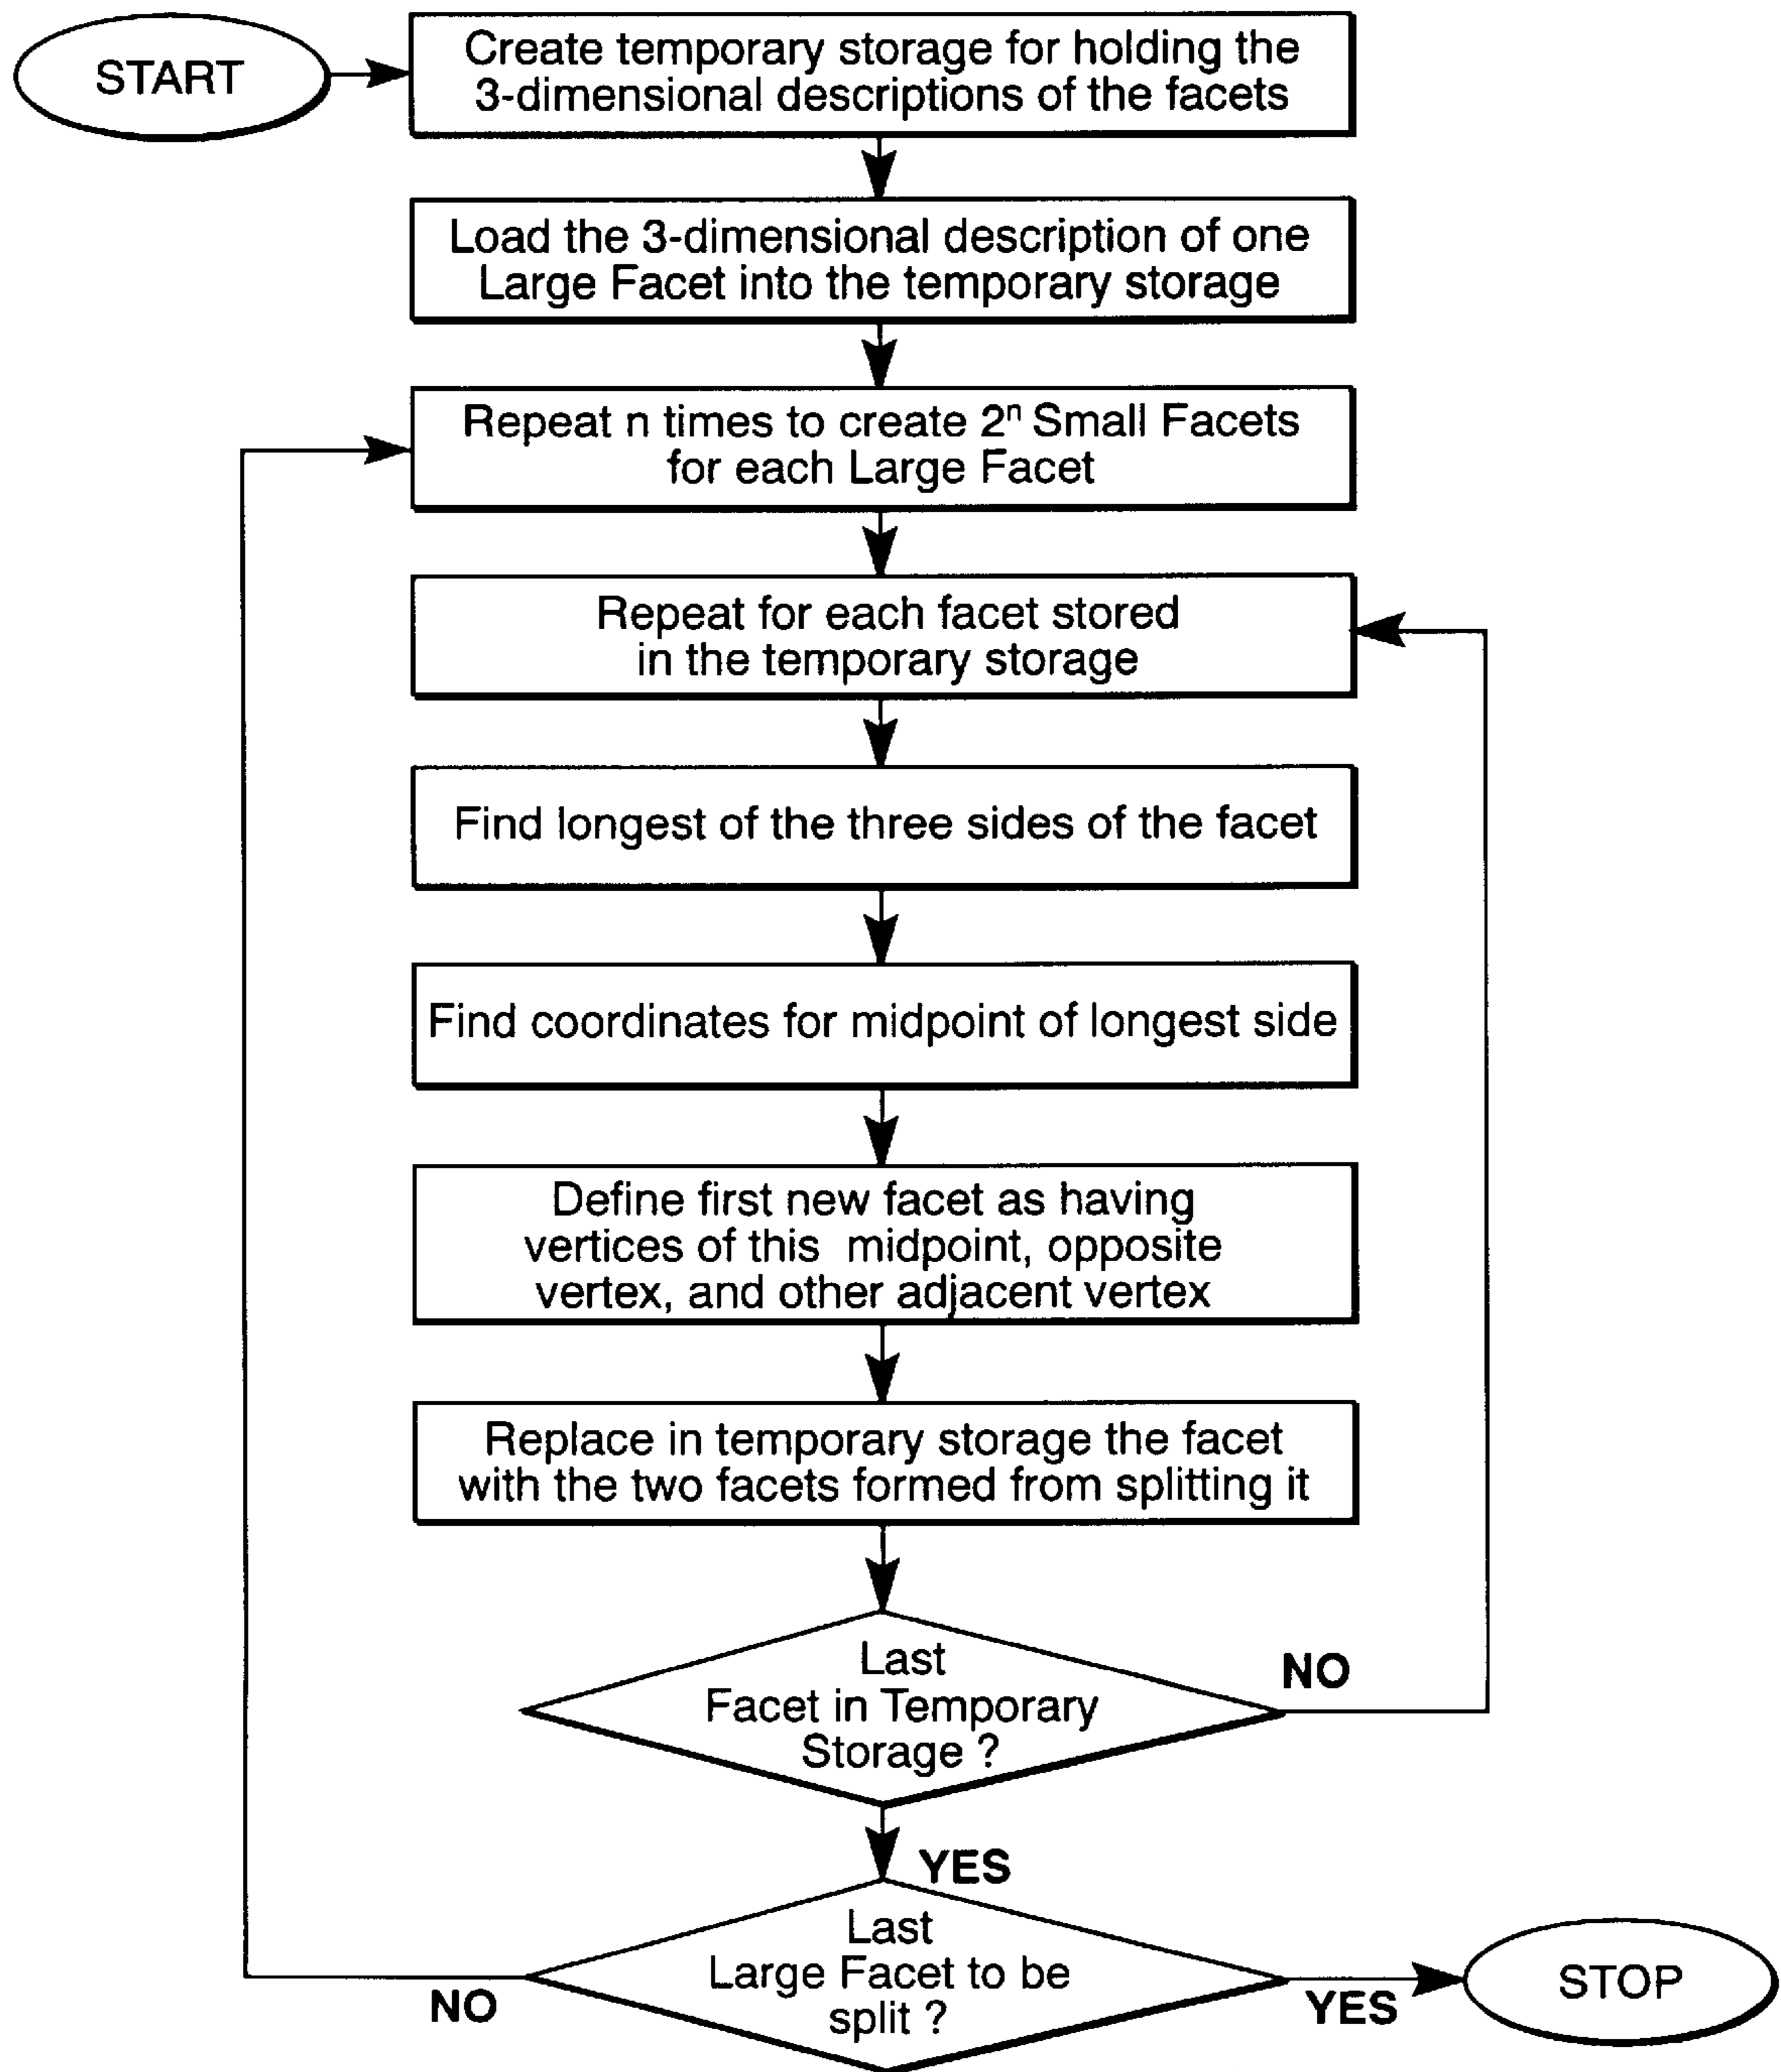 START
Create temporary storage for holding the
3-dimensional descriptions of the facets
Load the 3-dimensional description of one
Large Facet into the temporary storage
Repeat n times to create 2ⁿ Small Facets
for each Large Facet
Repeat for each facet stored
in the temporary storage
Find longest of the three sides of the facet
Find coordinates for midpoint of longest side
Define first new facet as having
vertices of this midpoint, opposite
vertex, and other adjacent vertex
Replace in temporary storage the facet
with the two facets formed from splitting it
Last
Facet in Temporary
Storage ?
NO
YES
Last
Large Facet to be
split ?
NO
YES
STOP